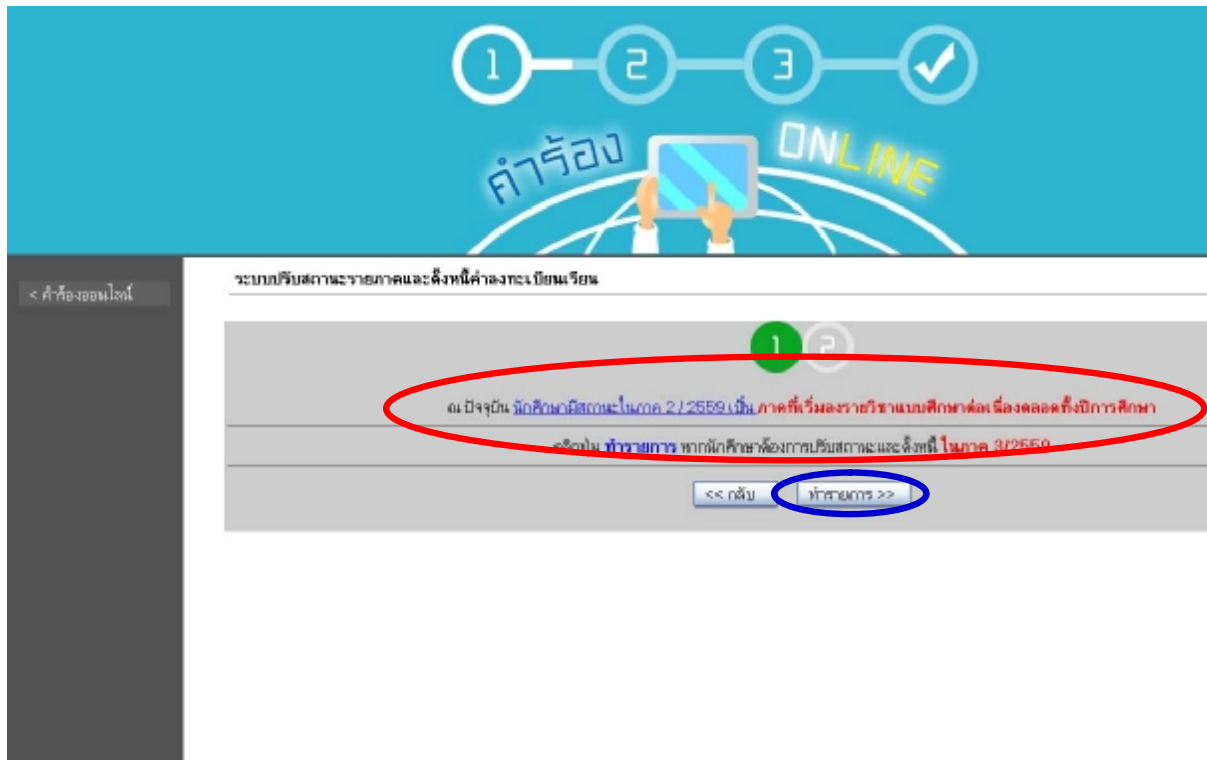 1 2 3
คำร้อง ONLINE
< คำร้องออนไลน์
ระบบปรับสถานะรายภาคและตั้งหนี้ค่าลงทะเบียนเรียน
1 2
ณ ปัจจุบัน นักศึกษามีสถานะในภาค 2/2559 เป็น ภาคที่เริ่มลงรายวิชาแบบศึกษาต่อเนื่องตลอดทั้งปีการศึกษา
คลิกปุ่ม ทำรายการ หากนักศึกษาต้องการปรับสถานะและตั้งหนี้ ในภาค 3/2559
<< กลับ ทำรายการ >>